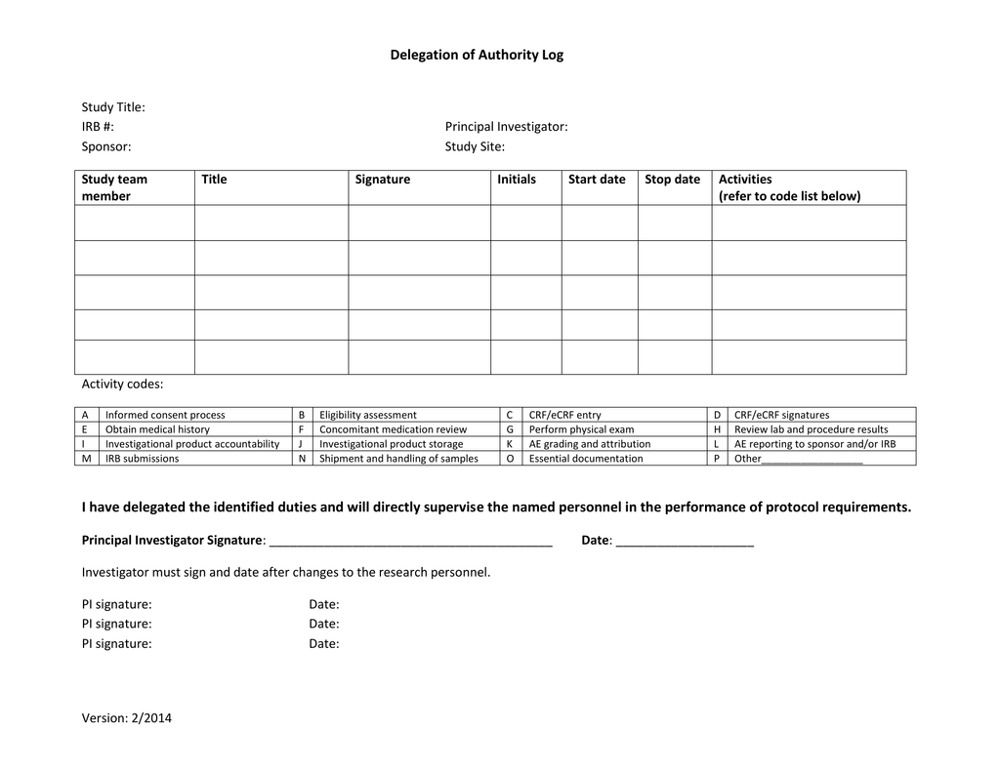 Delegation of Authority Log
Study Title:
IRB #: Principal Investigator:
Sponsor: Study Site:
Study team member Title Signature Initials Start date Stop date Activities (refer to code list below)
Activity codes:
A Informed consent process B Eligibility assessment C CRF/eCRF entry D CRF/eCRF signatures
E Obtain medical history F Concomitant medication review G Perform physical exam H Review lab and procedure results
I Investigational product accountability J Investigational product storage K AE grading and attribution L AE reporting to sponsor and/or IRB
M IRB submissions N Shipment and handling of samples O Essential documentation P Other__________________
I have delegated the identified duties and will directly supervise the named personnel in the performance of protocol requirements.
Principal Investigator Signature: _________________________________________ Date: ____________________
Investigator must sign and date after changes to the research personnel.
PI signature: Date:
PI signature: Date:
PI signature: Date:
Version: 2/2014